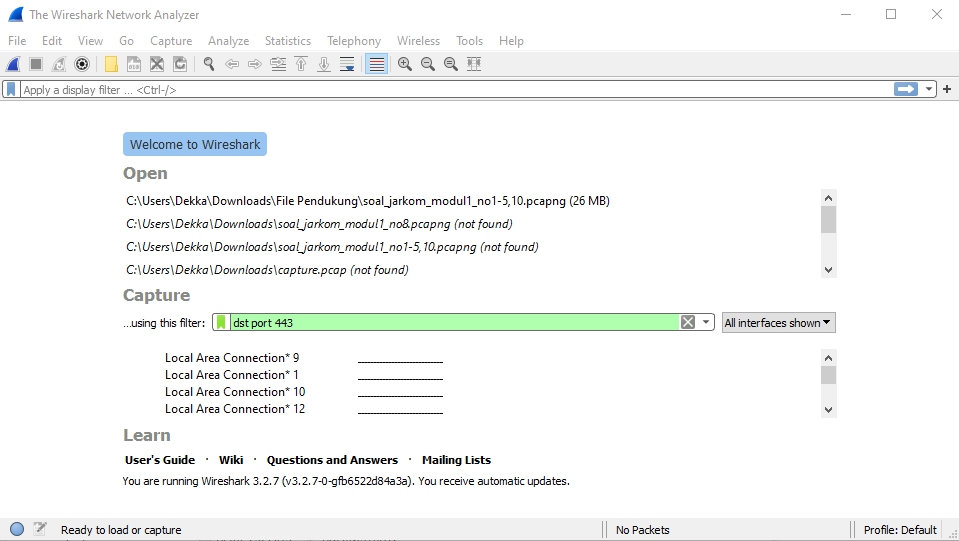 The Wireshark Network Analyzer
File Edit View Go Capture Analyze Statistics Telephony Wireless Tools Help
Apply a display filter ... <Ctrl-/>
Welcome to Wireshark
Open
C:\Users\Dekka\Downloads\File Pendukung\soal_jarkom_modul1_no1-5,10.pcapng (26 MB)
C:\Users\Dekka\Downloads\soal_jarkom_modul1_no8.pcapng (not found)
C:\Users\Dekka\Downloads\soal_jarkom_modul1_no1-5,10.pcapng (not found)
C:\Users\Dekka\Downloads\capture.pcap (not found)
Capture
...using this filter: dst port 443 All interfaces shown
Local Area Connection* 9
Local Area Connection* 1
Local Area Connection* 10
Local Area Connection* 12
Learn
User's Guide · Wiki · Questions and Answers · Mailing Lists
You are running Wireshark 3.2.7 (v3.2.7-0-gfb6522d84a3a). You receive automatic updates.
Ready to load or capture No Packets Profile: Default